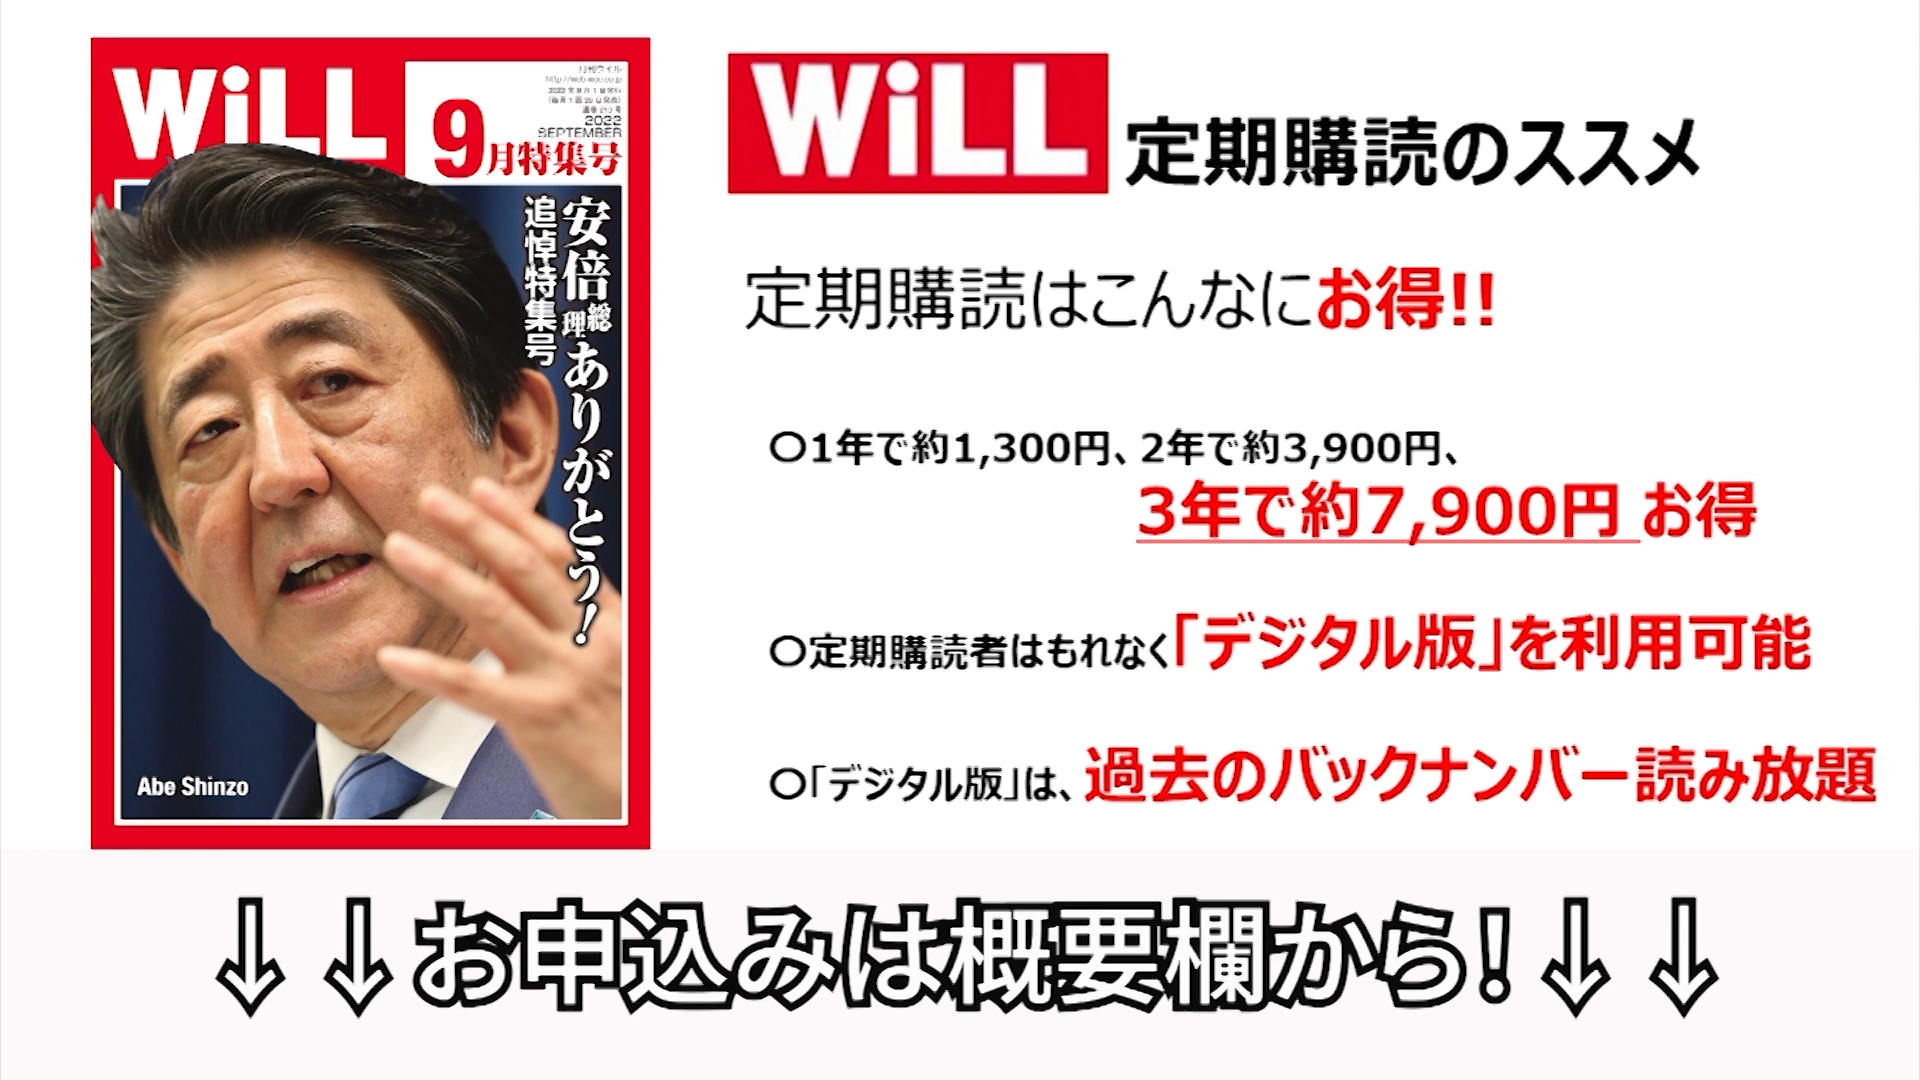 WiLL
月刊ウイル
2022
SEPTEMBER
9月特集号
安倍総理ありがとう!
追悼特集号
Abe Shinzo
WiLL 定期購読のススメ
定期購読はこんなにお得!!
○1年で約1,300円、2年で約3,900円、
3年で約7,900円 お得
○定期購読者はもれなく「デジタル版」を利用可能
○「デジタル版」は、過去のバックナンバー読み放題
↓↓お申込みは概要欄から!↓↓